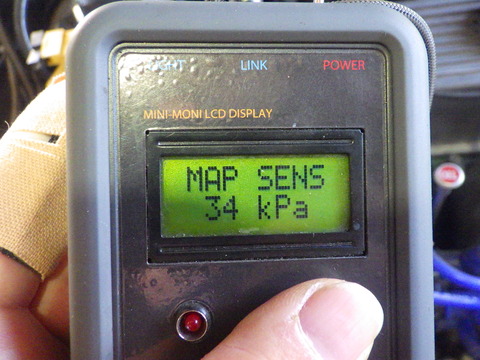 LINK POWER
MINI-MONI LCD DISPLAY
MAP SENS
34 kPa